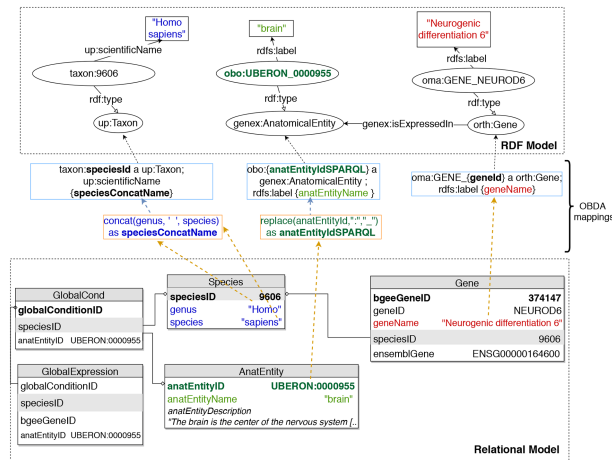 "Homo
sapiens"
up:scientificName
taxon:9606
rdf:type
up:Taxon
"brain"
rdfs:label
obo:UBERON_0000955
rdf:type
genex:AnatomicalEntity
genex:isExpressedIn
"Neurogenic
differentiation 6"
rdfs:label
oma:GENE_NEUROD6
rdf:type
orth:Gene
RDF Model
taxon:speciesId a up:Taxon;
up:scientificName
{speciesConcatName}
obo:{anatEntityIdSPARQL} a
genex:AnatomicalEntity ;
rdfs:label {anatEntityName }
oma:GENE_{geneId} a orth:Gene;
rdfs:label {geneName}
OBDA
mappings
concat(genus, ' ', species)
as speciesConcatName
replace(anatEntityId,":","_")
as anatEntityIdSPARQL
GlobalCond
globalConditionID
speciesID
anatEntityID UBERON:0000955
Species
speciesID 9606
genus "Homo"
species "sapiens"
Gene
bgeeGeneID 374147
geneID NEUROD6
geneName "Neurogenic differentiation 6"
speciesID 9606
ensemblGene ENSG00000164600
GlobalExpression
globalConditionID
speciesID
bgeeGeneID
anatEntityID UBERON:0000955
AnatEntity
anatEntityID UBERON:0000955
anatEntityName "brain"
anatEntityDescription
"The brain is the center of the nervous system [..
Relational Model